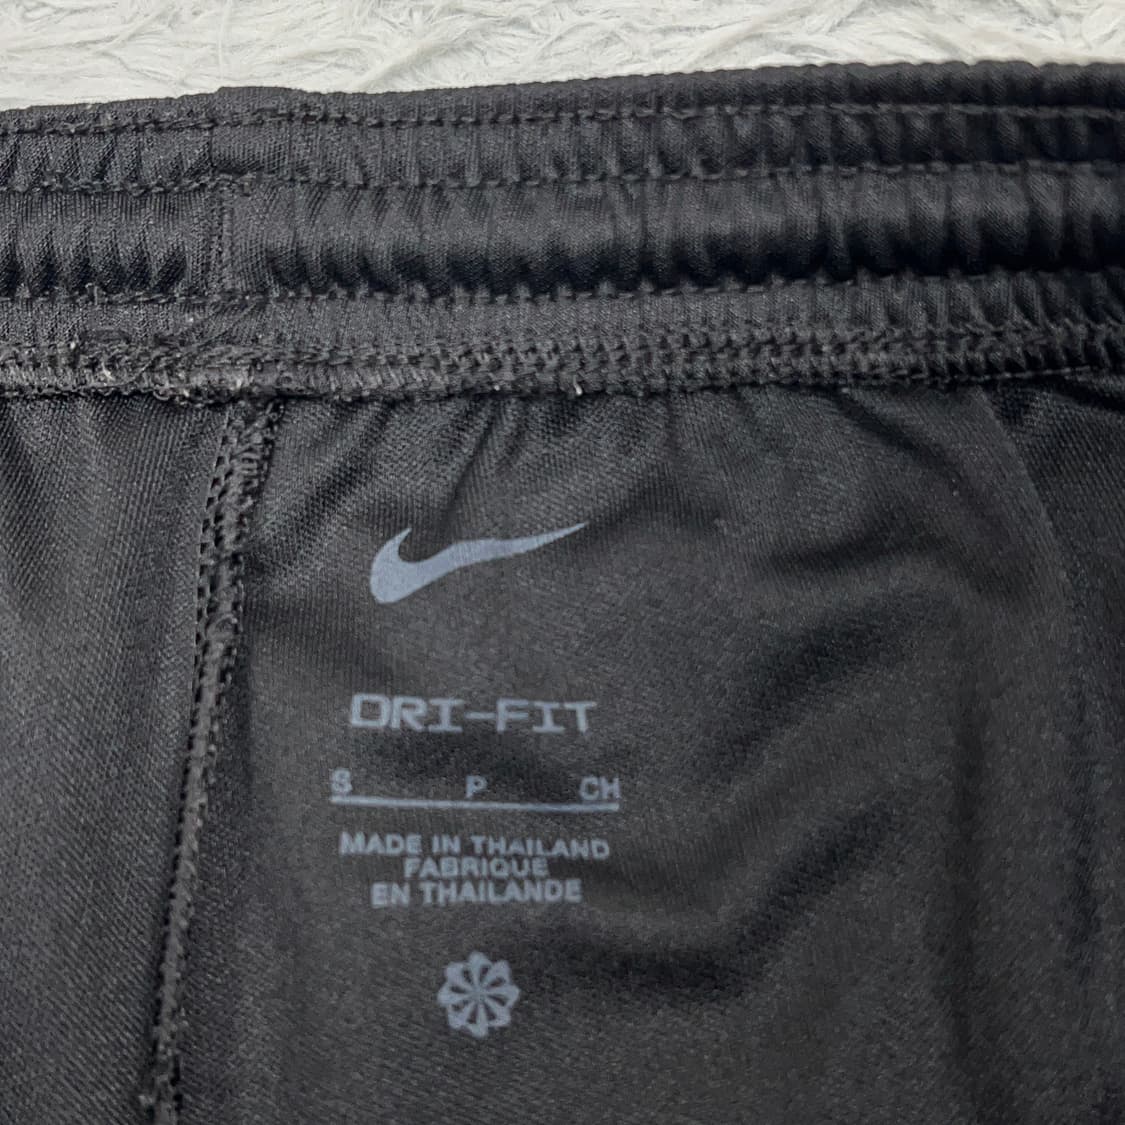 DRI-FIT
S P CH
MADE IN THAILAND
FABRIQUE
EN THAILANDE